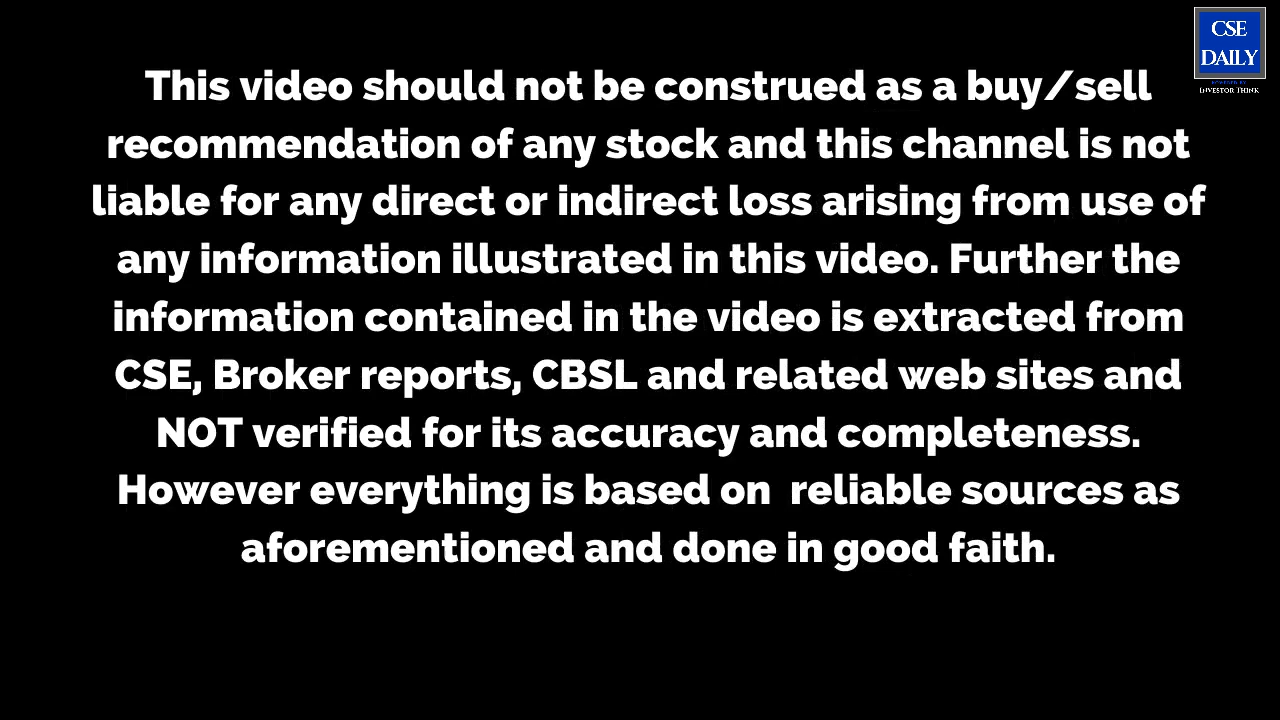 CSE
DAILY
POWERED BY
INVESTOR THINK
This video should not be construed as a buy/sell
recommendation of any stock and this channel is not
liable for any direct or indirect loss arising from use of
any information illustrated in this video. Further the
information contained in the video is extracted from
CSE, Broker reports, CBSL and related web sites and
NOT verified for its accuracy and completeness.
However everything is based on  reliable sources as
aforementioned and done in good faith.